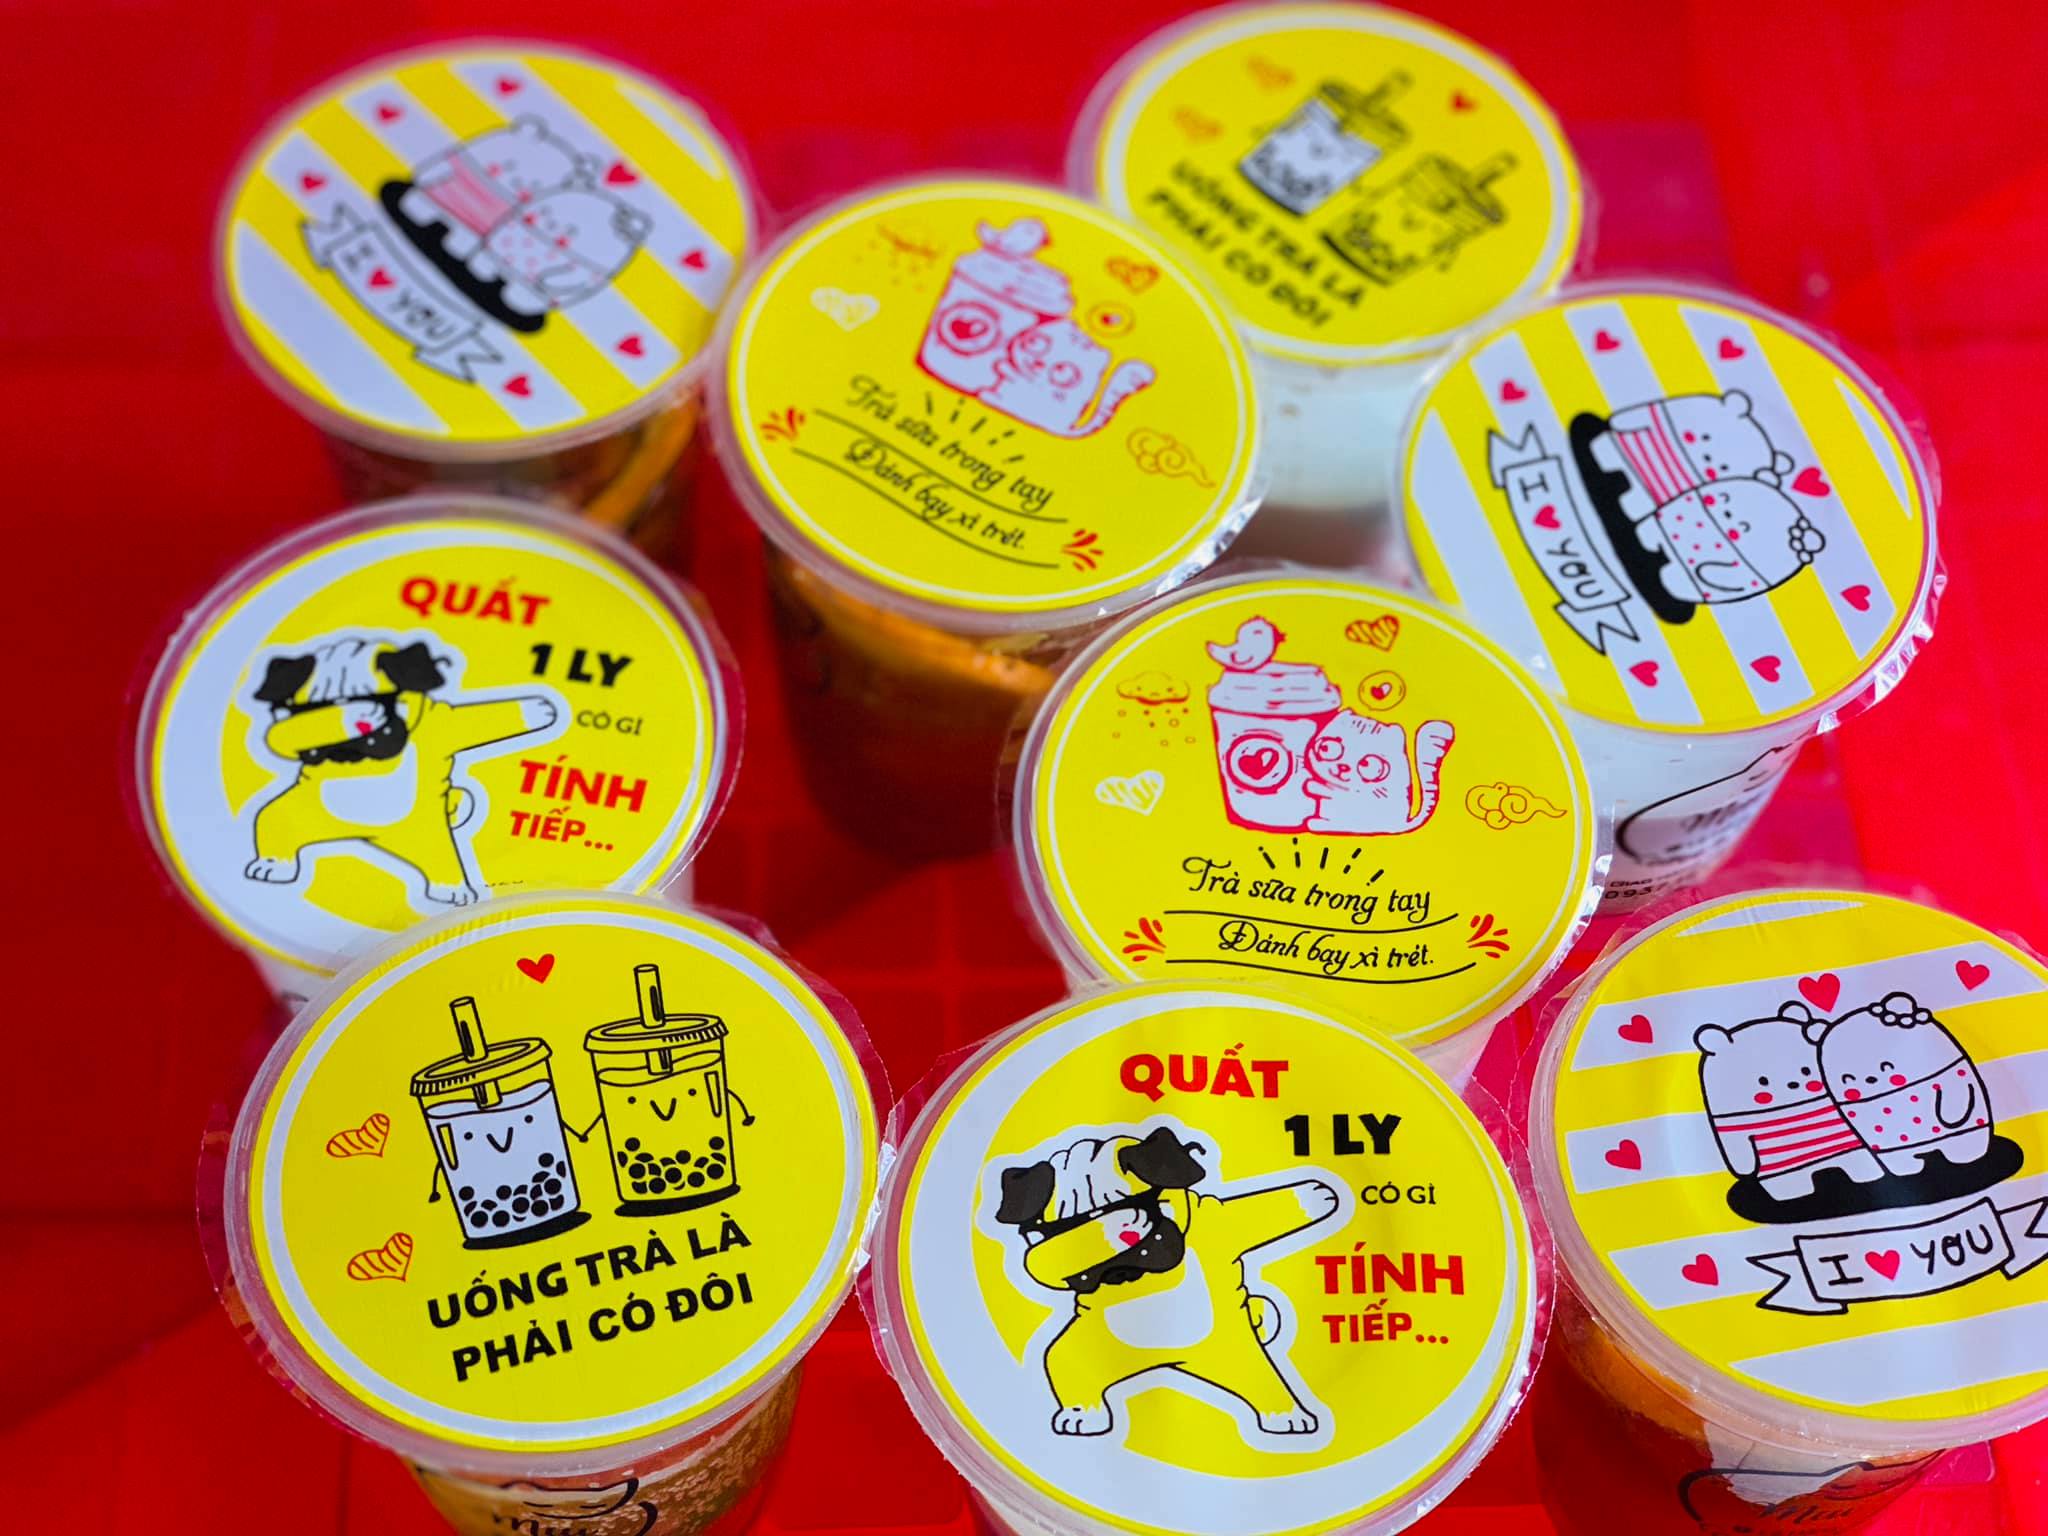 I ♥ YOU
UỐNG TRÀ LÀ
PHẢI CÓ ĐÔI
Trà sữa trong tay
Đánh bay xì trét.
I ♥ YOU
QUẤT
1 LY
CÓ GÌ
TÍNH
TIẾP...
Trà sữa trong tay
Đánh bay xì trét.
UỐNG TRÀ LÀ
PHẢI CÓ ĐÔI
QUẤT
1 LY
CÓ GÌ
TÍNH
TIẾP...
I ♥ YOU